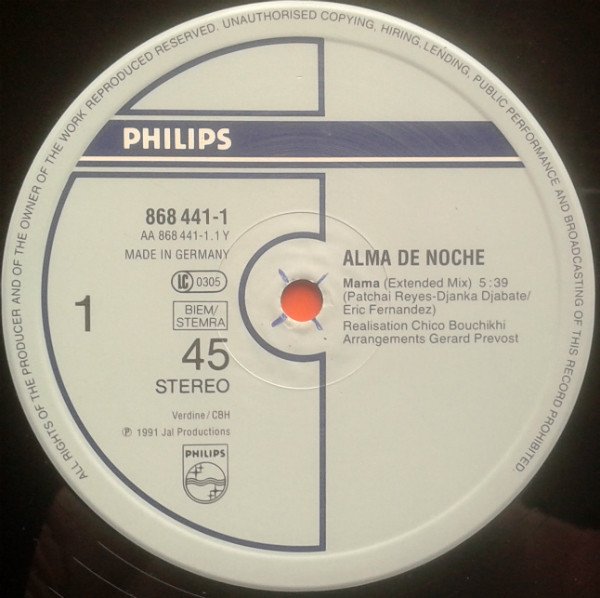 ALL RIGHTS OF THE PRODUCER AND OF THE OWNER OF THE WORK REPRODUCED RESERVED. UNAUTHORISED COPYING, HIRING, LENDING, PUBLIC PERFORMANCE AND BROADCASTING OF THIS RECORD PROHIBITED
PHILIPS
868 441-1
AA 868 441-1.1 Y
MADE IN GERMANY
LC 0305
1
BIEM/
STEMRA
45
STEREO
Verdine/CBH
℗ 1991 Jal Productions
PHILIPS
ALMA DE NOCHE
Mama (Extended Mix) 5:39
(Patchai Reyes-Djanka Djabate/
Eric Fernandez)
Realisation Chico Bouchikhi
Arrangements Gerard Prevost